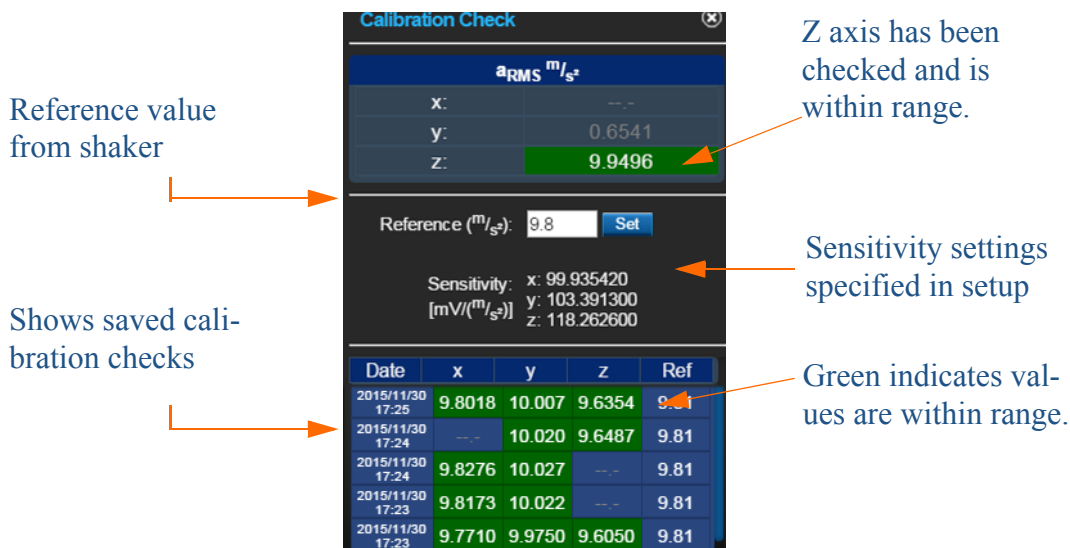 Calibration Check
Z axis has been
checked and is
within range.
aRMS m/s²
x: --.-
y: 0.6541
z: 9.9496
Reference value
from shaker
Reference (m/s²): 9.8 Set
Sensitivity: x: 99.935420
[mV/(m/s²)] y: 103.391300
z: 118.262600
Sensitivity settings
specified in setup
Shows saved cali-
bration checks
Date x y z Ref
2015/11/30 17:25 9.8018 10.007 9.6354 9.81
2015/11/30 17:24 --.- 10.020 9.6487 9.81
2015/11/30 17:24 9.8276 10.027 --.- 9.81
2015/11/30 17:23 9.8173 10.022 --.- 9.81
2015/11/30 17:23 9.7710 9.9750 9.6050 9.81
Green indicates val-
ues are within range.